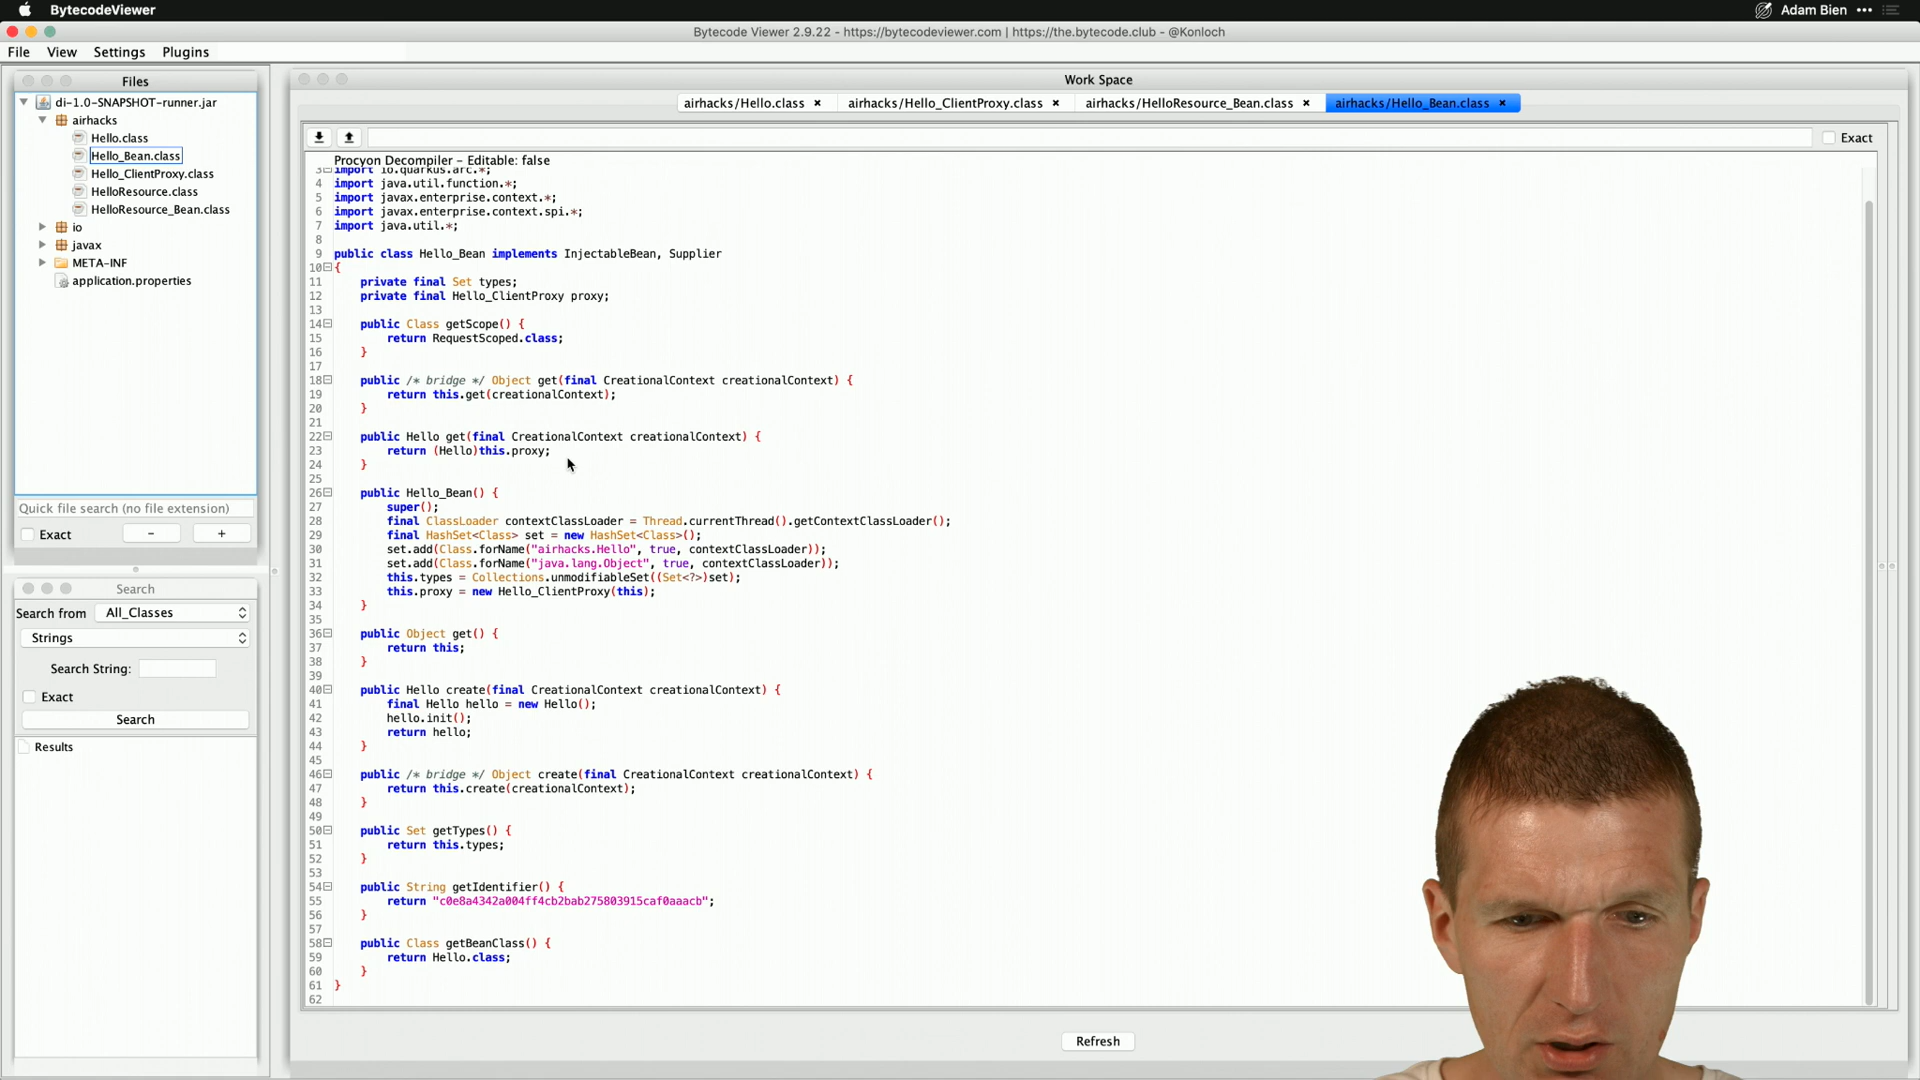 BytecodeViewer
Adam Bien
Bytecode Viewer 2.9.22 - https://bytecodeviewer.com | https://the.bytecode.club - @Konloch
File View Settings Plugins
Files
di-1.0-SNAPSHOT-runner.jar
airhacks
Hello.class
Hello_Bean.class
Hello_ClientProxy.class
HelloResource.class
HelloResource_Bean.class
io
javax
META-INF
application.properties
Quick file search (no file extension)
Exact
-
+
Search
Search from All_Classes
Strings
Search String:
Exact
Search
Results
Work Space
airhacks/Hello.class × airhacks/Hello_ClientProxy.class × airhacks/HelloResource_Bean.class × airhacks/Hello_Bean.class ×
Exact
Procyon Decompiler - Editable: false
3 import io.quarkus.arc.*;
4 import java.util.function.*;
5 import javax.enterprise.context.*;
6 import javax.enterprise.context.spi.*;
7 import java.util.*;
8
9 public class Hello_Bean implements InjectableBean, Supplier
10 {
11 private final Set types;
12 private final Hello_ClientProxy proxy;
13
14 public Class getScope() {
15 return RequestScoped.class;
16 }
17
18 public /* bridge */ Object get(final CreationalContext creationalContext) {
19 return this.get(creationalContext);
20 }
21
22 public Hello get(final CreationalContext creationalContext) {
23 return (Hello)this.proxy;
24 }
25
26 public Hello_Bean() {
27 super();
28 final ClassLoader contextClassLoader = Thread.currentThread().getContextClassLoader();
29 final HashSet<Class> set = new HashSet<Class>();
30 set.add(Class.forName("airhacks.Hello", true, contextClassLoader));
31 set.add(Class.forName("java.lang.Object", true, contextClassLoader));
32 this.types = Collections.unmodifiableSet((Set<?>)set);
33 this.proxy = new Hello_ClientProxy(this);
34 }
35
36 public Object get() {
37 return this;
38 }
39
40 public Hello create(final CreationalContext creationalContext) {
41 final Hello hello = new Hello();
42 hello.init();
43 return hello;
44 }
45
46 public /* bridge */ Object create(final CreationalContext creationalContext) {
47 return this.create(creationalContext);
48 }
49
50 public Set getTypes() {
51 return this.types;
52 }
53
54 public String getIdentifier() {
55 return "c0e8a4342a004ff4cb2bab275803915caf0aaacb";
56 }
57
58 public Class getBeanClass() {
59 return Hello.class;
60 }
61 }
62
Refresh